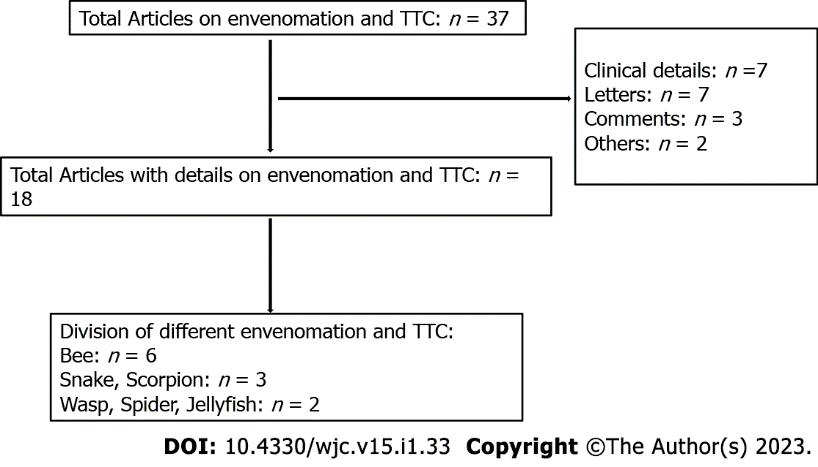 Total Articles on envenomation and TTC: n = 37
Clinical details: n =7
Letters: n = 7
Comments: n = 3
Others: n = 2
Total Articles with details on envenomation and TTC: n =
18
Division of different envenomation and TTC:
Bee: n = 6
Snake, Scorpion: n = 3
Wasp, Spider, Jellyfish: n = 2
DOI: 10.4330/wjc.v15.i1.33 Copyright ©The Author(s) 2023.